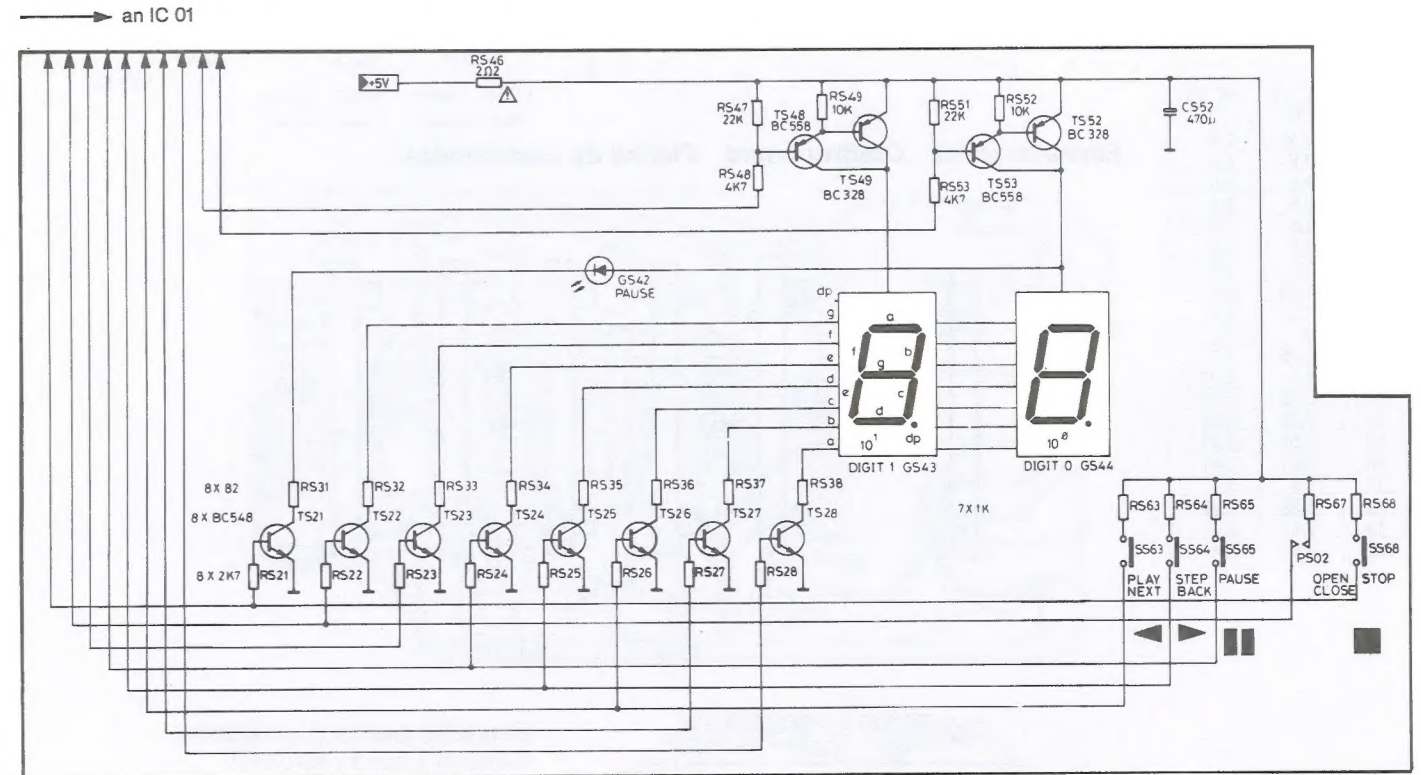 an IC 01
+5V
RS46
2Ω2
RS47
22K
RS48
4K7
TS48
BC558
RS49
10K
TS49
BC328
RS51
22K
RS53
4K7
RS52
10K
TS53
BC558
TS52
BC328
CS52
470µ
GS42
PAUSE
dp
g
f
e
d
c
b
a
a
f
b
g
e
c
d
10¹
dp
DIGIT 1 GS43
10⁰
DIGIT 0 GS44
8X 82
RS31
RS32
RS33
RS34
RS35
RS36
RS37
RS38
7X 1K
8X BC548
TS21
TS22
TS23
TS24
TS25
TS26
TS27
TS28
8X 2K7
RS21
RS22
RS23
RS24
RS25
RS26
RS27
RS28
RS63
RS64
RS65
RS67
RS68
SS63
SS64
SS65
PS02
SS68
PLAY
NEXT
STEP
BACK
PAUSE
OPEN
CLOSE
STOP